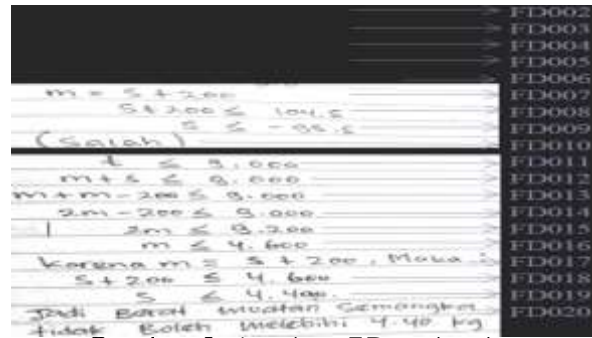 FD002
FD003
FD004
FD005
FD006
m = s + 200 FD007
s + 200 ≤ 104.5 FD008
s ≤ -95.5 FD009
(Salah) FD010
t ≤ 9.000 FD011
m + s ≤ 9.000 FD012
m + m - 200 ≤ 9.000 FD013
2m - 200 ≤ 9.000 FD014
2m ≤ 9.200 FD015
m ≤ 4.600 FD016
Karena m = s + 200, Maka : FD017
s + 200 ≤ 4.600 FD018
s ≤ 4.400 FD019
Jadi Berat muatan Semangka FD020
tidak Boleh melebihi 4.40 kg